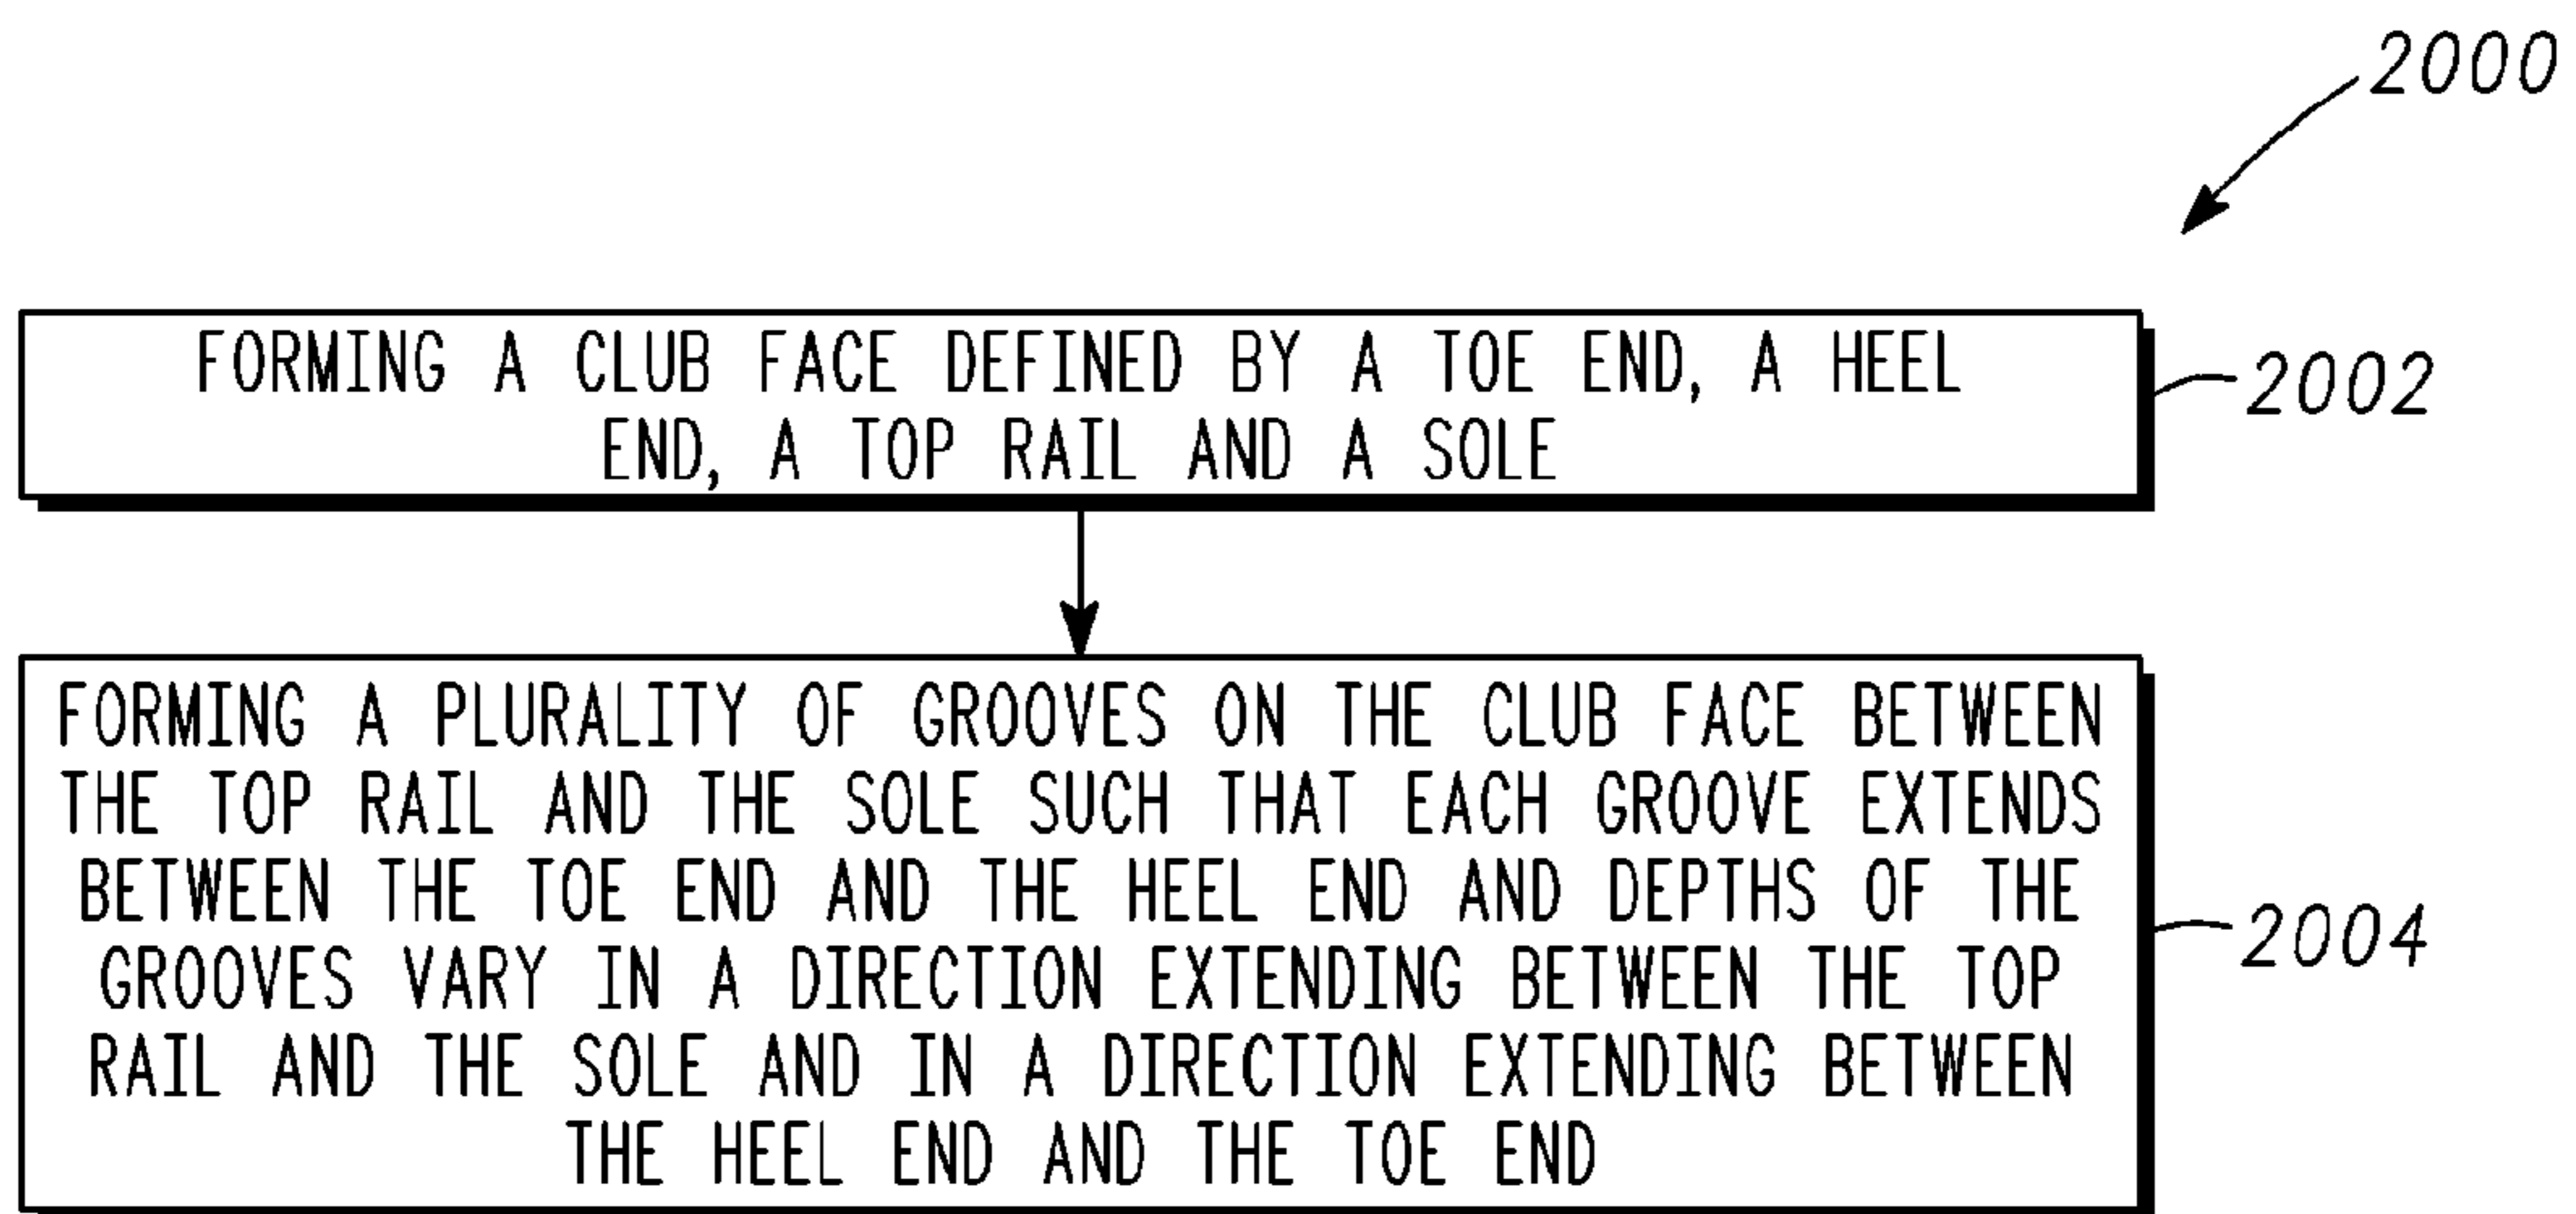 2000
FORMING A CLUB FACE DEFINED BY A TOE END, A HEEL
END, A TOP RAIL AND A SOLE
2002
FORMING A PLURALITY OF GROOVES ON THE CLUB FACE BETWEEN
THE TOP RAIL AND THE SOLE SUCH THAT EACH GROOVE EXTENDS
BETWEEN THE TOE END AND THE HEEL END AND DEPTHS OF THE
GROOVES VARY IN A DIRECTION EXTENDING BETWEEN THE TOP
RAIL AND THE SOLE AND IN A DIRECTION EXTENDING BETWEEN
THE HEEL END AND THE TOE END
2004